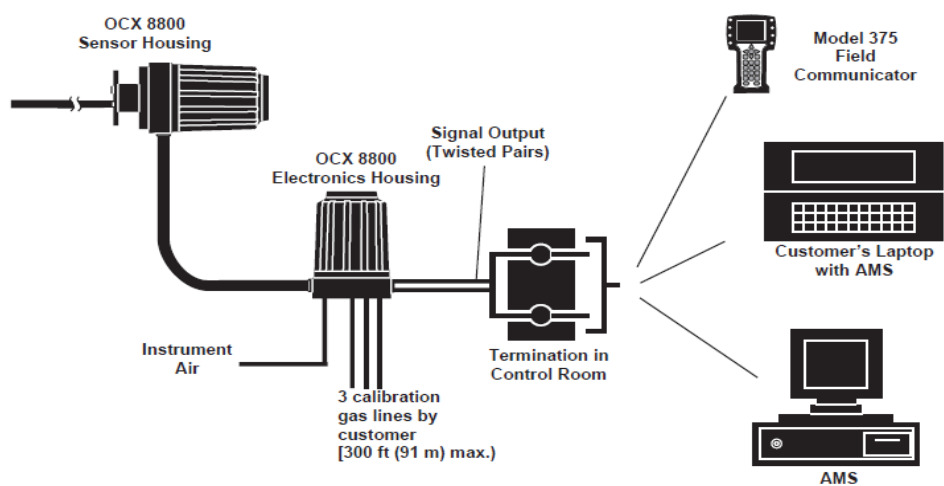 OCX 8800
Sensor Housing
Model 375
Field
Communicator
Signal Output
(Twisted Pairs)
OCX 8800
Electronics Housing
Customer's Laptop
with AMS
Instrument
Air
Termination in
Control Room
3 calibration
gas lines by
customer
[300 ft (91 m) max.)
AMS